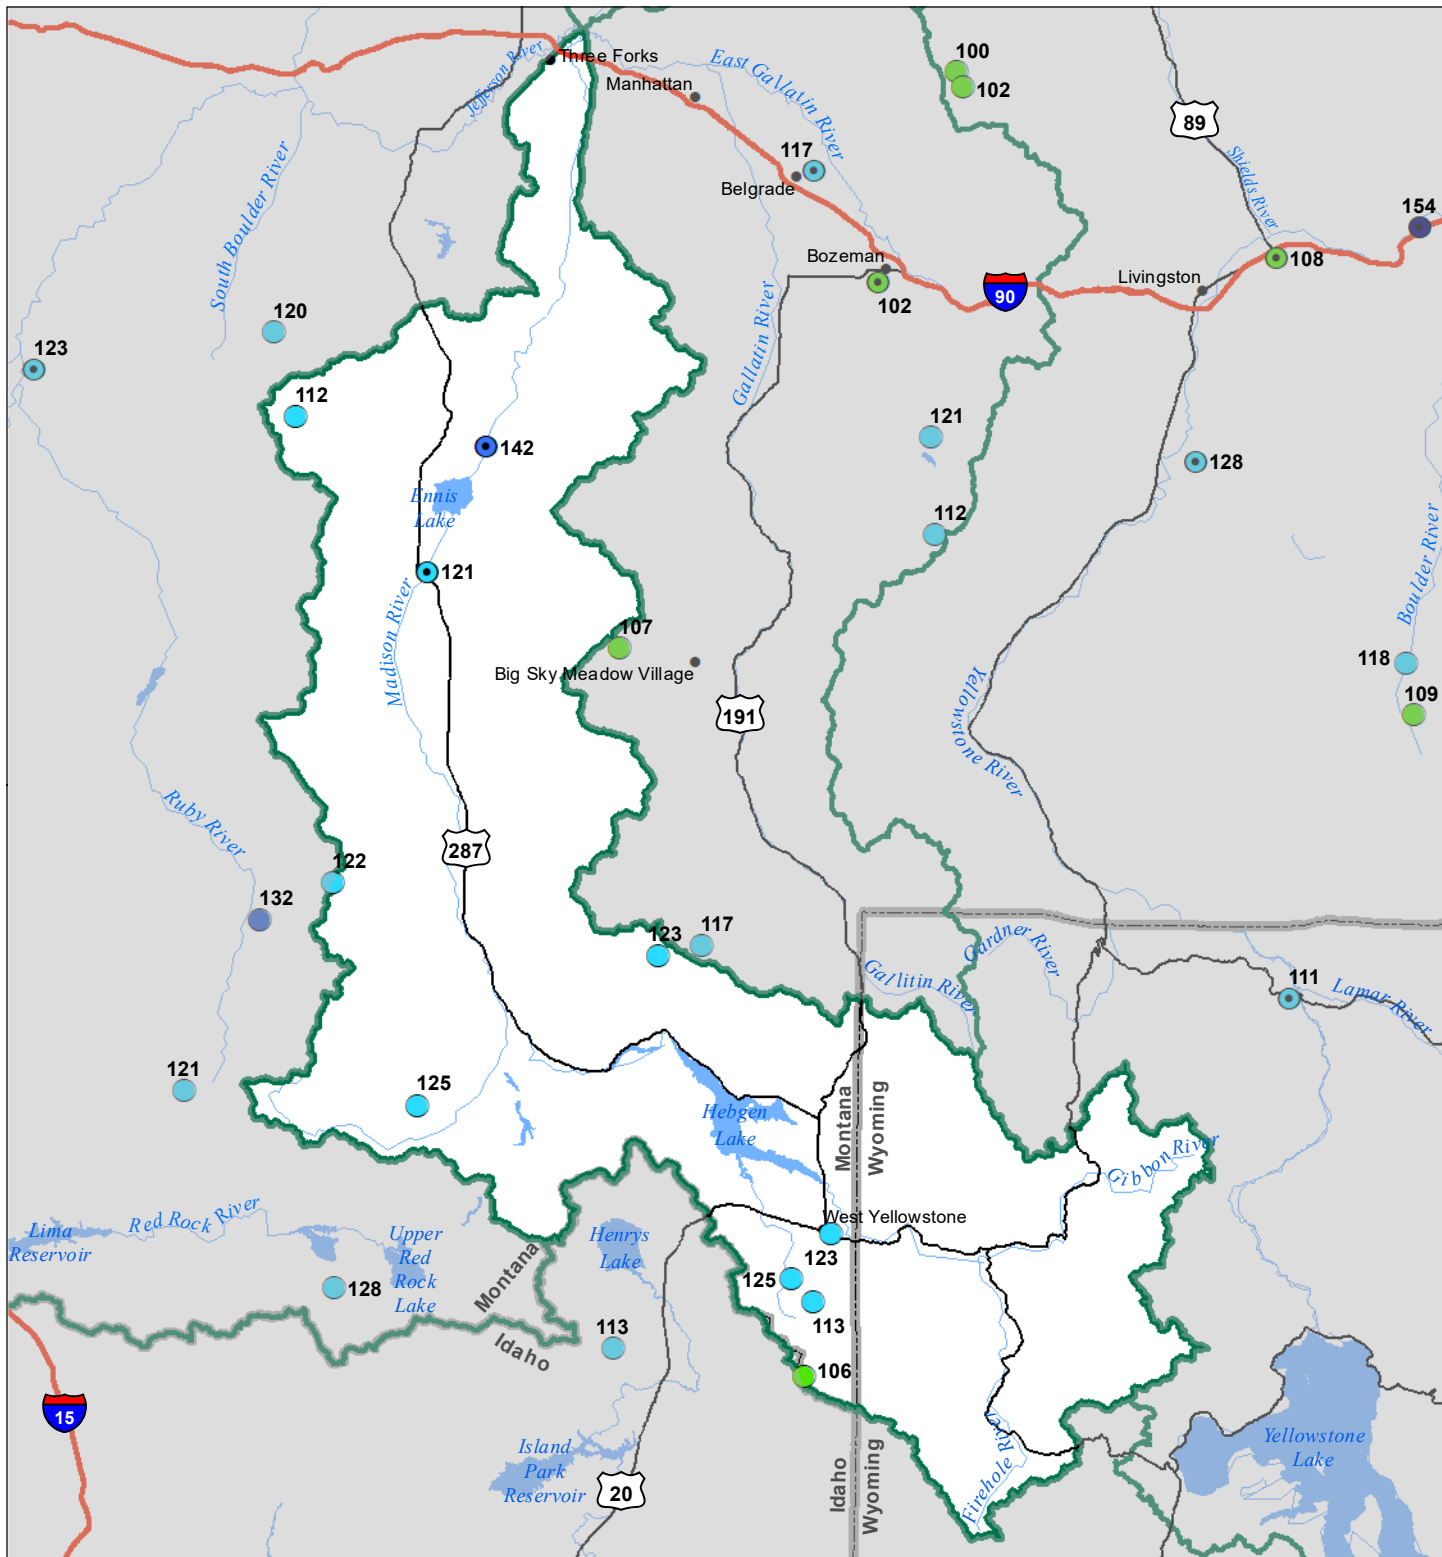 Three Forks
Jefferson River
Manhattan
East Gallatin River
100
102
89
117
Belgrade
Shields River
South Boulder River
154
Bozeman
108
Livingston
102
90
120
123
Gallatin River
112
121
142
128
Ennis
Lake
112
Boulder River
121
Madison River
107
118
Big Sky Meadow Village
109
191
Yellowstone River
Ruby River
287
122
132
123
117
Gallitin River
Gardner River
111
Lamar River
121
125
Hebgen
Lake
Montana
Wyoming
Gibbon River
Lima
Reservoir
Red Rock River
Upper
Red
Rock
Lake
Henrys
Lake
West Yellowstone
123
125
113
128
Montana
Idaho
113
106
15
Island
Park
Reservoir
20
Idaho
Wyoming
Firehole River
Yellowstone
Lake